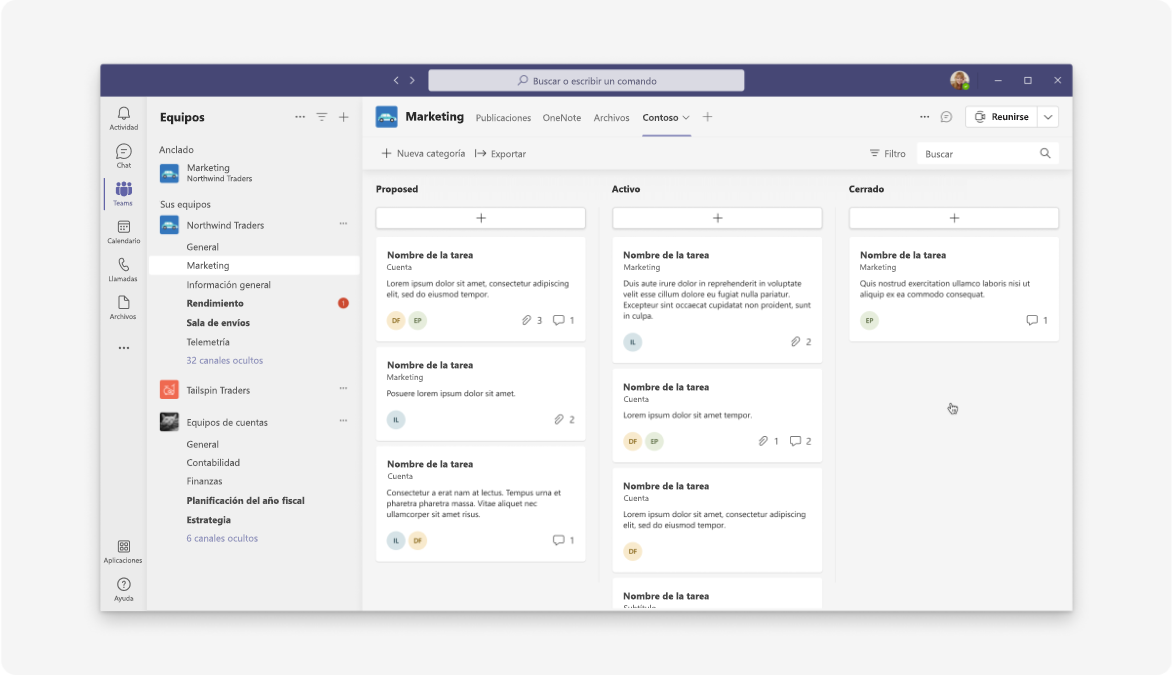 Buscar o escribir un comando
Actividad
Chat
Teams
Calendario
Llamadas
Archivos
Aplicaciones
Ayuda
Equipos
Anclado
Marketing
Northwind Traders
Sus equipos
Northwind Traders
General
Marketing
Información general
Rendimiento
Sala de envíos
Telemetría
32 canales ocultos
Tailspin Traders
Equipos de cuentas
General
Contabilidad
Finanzas
Planificación del año fiscal
Estrategia
6 canales ocultos
Marketing Publicaciones OneNote Archivos Contoso Reunirse
Nueva categoría Exportar Filtro Buscar
Proposed
Nombre de la tarea
Cuenta
Lorem ipsum dolor sit amet, consectetur adipiscing
elit, sed do eiusmod tempor.
DF EP 3 1
Nombre de la tarea
Marketing
Posuere lorem ipsum dolor sit amet.
IL 2
Nombre de la tarea
Cuenta
Consectetur a erat nam at lectus. Tempus urna et
pharetra pharetra massa. Vitae aliquet nec
ullamcorper sit amet risus.
IL DF 1
Activo
Nombre de la tarea
Marketing
Duis aute irure dolor in reprehenderit in voluptate
velit esse cillum dolore eu fugiat nulla pariatur.
Excepteur sint occaecat cupidatat non proident, sunt
in culpa.
IL 2
Nombre de la tarea
Cuenta
Lorem ipsum dolor sit amet tempor.
DF EP 1 2
Nombre de la tarea
Cuenta
Lorem ipsum dolor sit amet, consectetur adipiscing
elit, sed do eiusmod tempor.
DF
Nombre de la tarea
Subtítulo
Cerrado
Nombre de la tarea
Marketing
Quis nostrud exercitation ullamco laboris nisi ut
aliquip ex ea commodo consequat.
EP 1